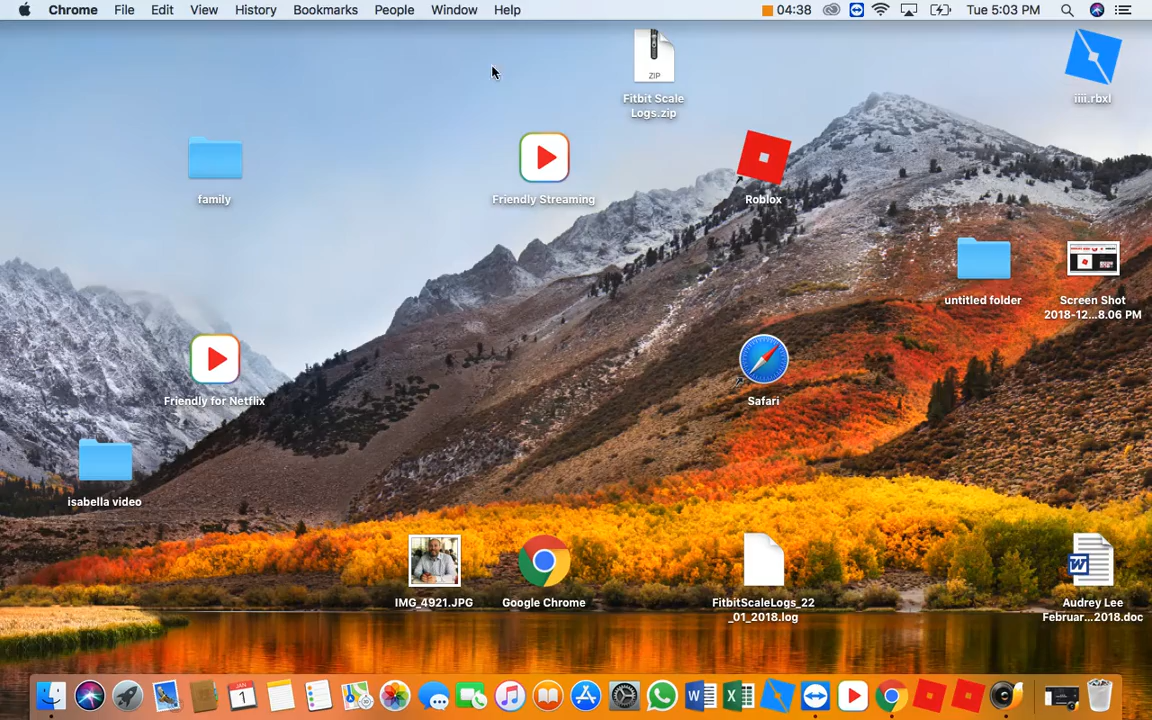 Chrome File Edit View History Bookmarks People Window Help 04:38 Tue 5:03 PM
ZIP
Fitbit Scale
Logs.zip
iiii.rbxl
family
Friendly Streaming
Roblox
untitled folder
Screen Shot
2018-12...8.06 PM
Friendly for Netflix
Safari
isabella video
IMG_4921.JPG
Google Chrome
FitbitScaleLogs_22
_01_2018.log
W
Audrey Lee
Februar...2018.doc
1
W